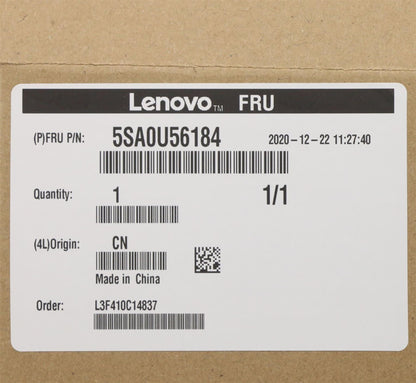 Lenovo™ FRU
(P)FRU P/N: 5SA0U56184 2020-12-22 11:27:40
Quantity: 1 1/1
(4L)Origin: CN
Made in China
Order: L3F410C14837